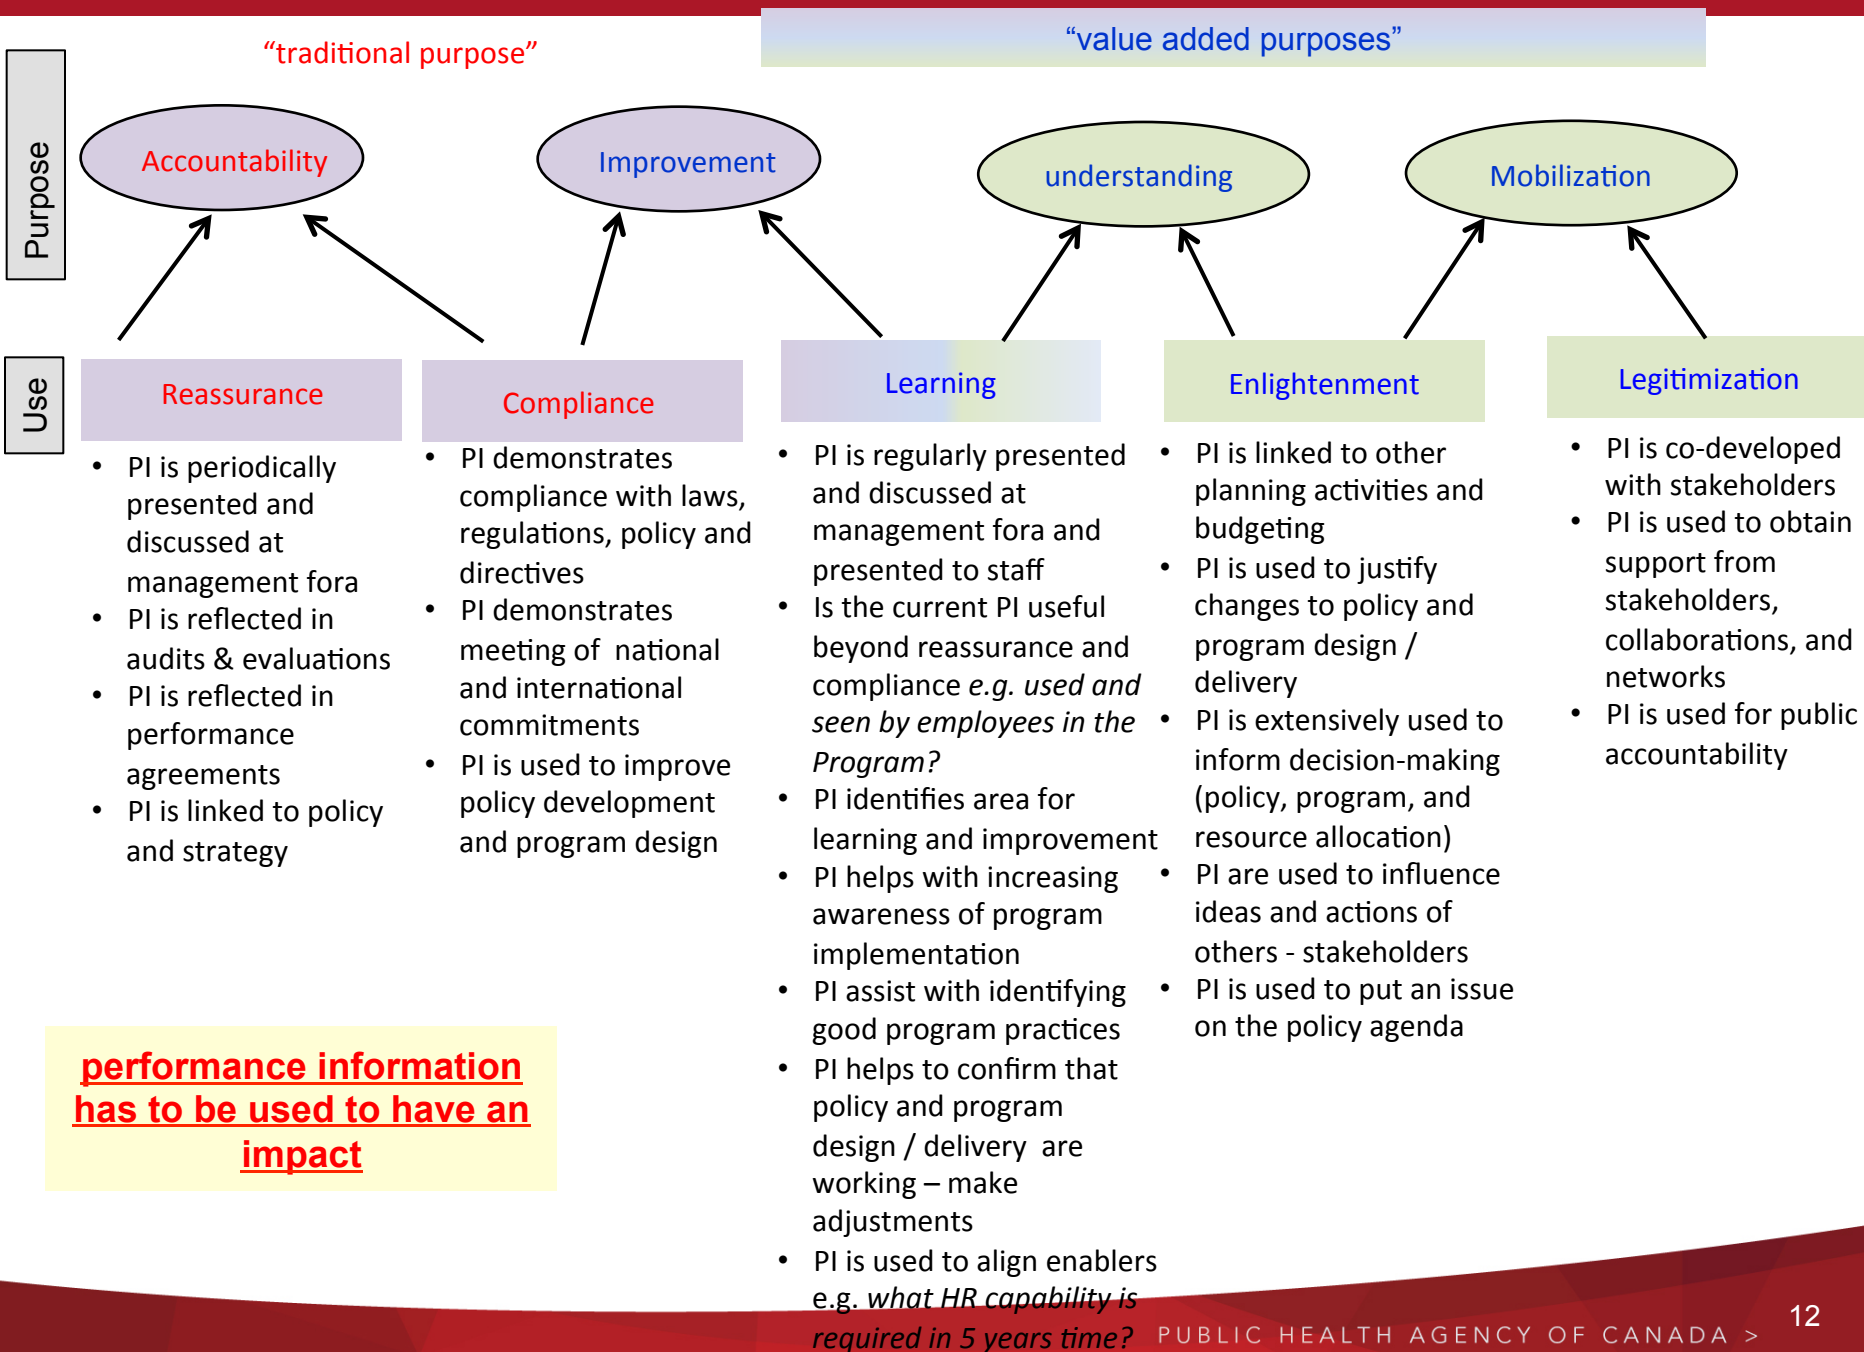 “traditional purpose”
“value added purposes”
Purpose
Accountability
Improvement
understanding
Mobilization
Use
Reassurance
• PI is periodically
presented and
discussed at
management fora
• PI is reflected in
audits & evaluations
• PI is reflected in
performance
agreements
• PI is linked to policy
and strategy
Compliance
• PI demonstrates
compliance with laws,
regulations, policy and
directives
• PI demonstrates
meeting of national
and international
commitments
• PI is used to improve
policy development
and program design
Learning
• PI is regularly presented
and discussed at
management fora and
presented to staff
• Is the current PI useful
beyond reassurance and
compliance e.g. used and
seen by employees in the
Program?
• PI identifies area for
learning and improvement
• PI helps with increasing
awareness of program
implementation
• PI assist with identifying
good program practices
• PI helps to confirm that
policy and program
design / delivery are
working – make
adjustments
• PI is used to align enablers
e.g. what HR capability is
required in 5 years time?
Enlightenment
• PI is linked to other
planning activities and
budgeting
• PI is used to justify
changes to policy and
program design /
delivery
• PI is extensively used to
inform decision-making
(policy, program, and
resource allocation)
• PI are used to influence
ideas and actions of
others - stakeholders
• PI is used to put an issue
on the policy agenda
Legitimization
• PI is co-developed
with stakeholders
• PI is used to obtain
support from
stakeholders,
collaborations, and
networks
• PI is used for public
accountability
performance information
has to be used to have an
impact
PUBLIC HEALTH AGENCY OF CANADA >
12